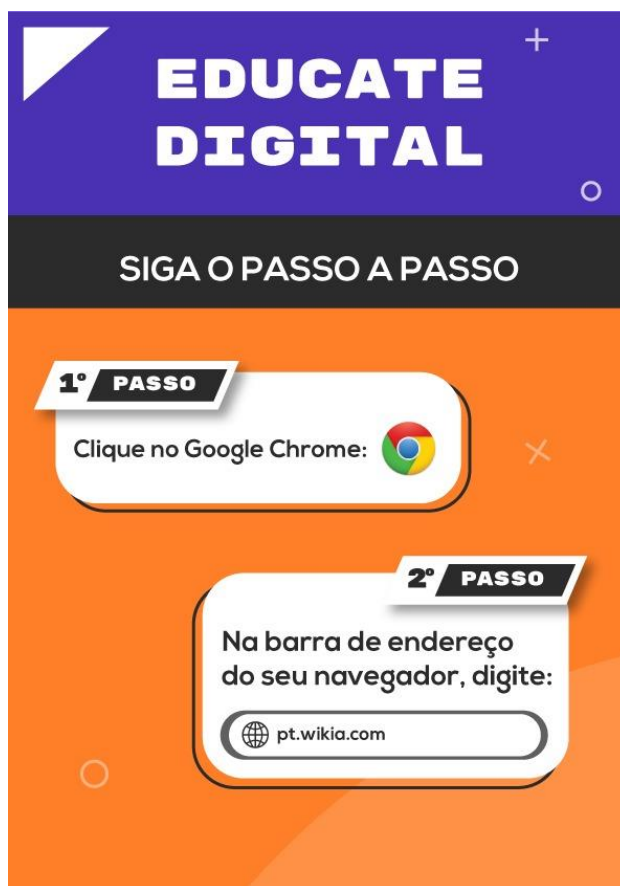 EDUCATE
DIGITAL
SIGA O PASSO A PASSO
1º PASSO
Clique no Google Chrome:
2º PASSO
Na barra de endereço
do seu navegador, digite:
pt.wikia.com